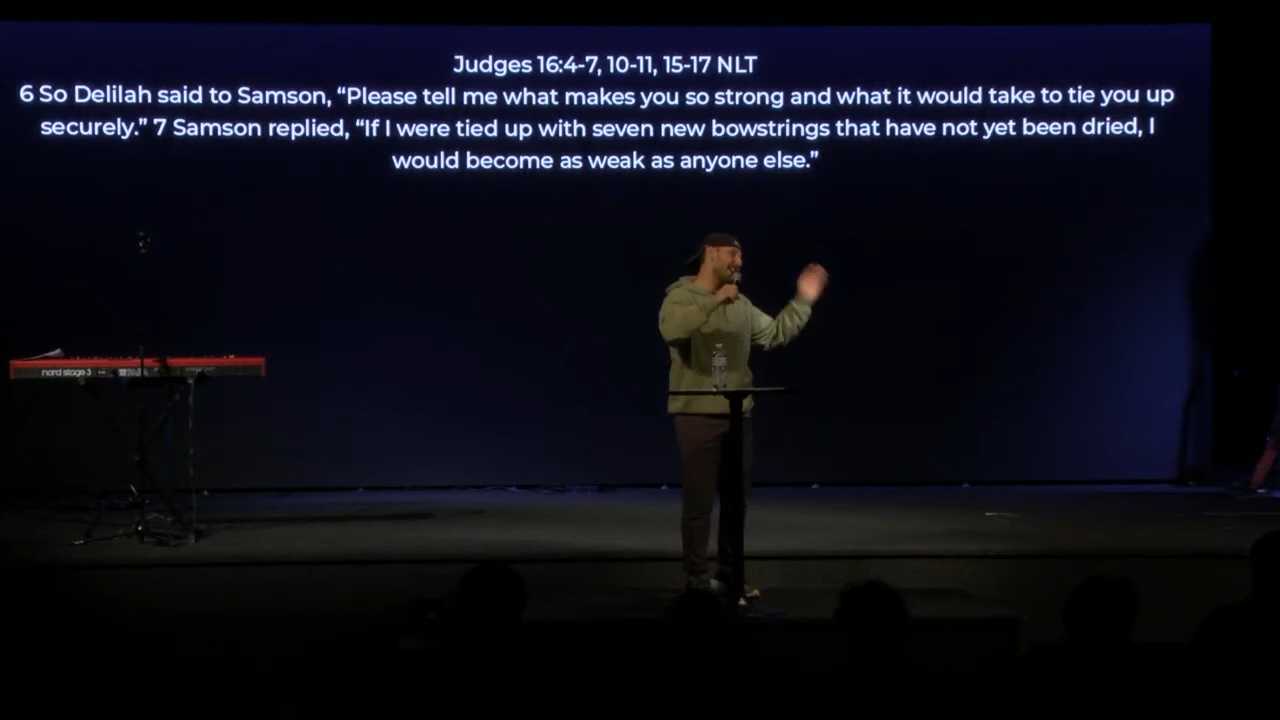 Judges 16:4-7, 10-11, 15-17 NLT
6 So Delilah said to Samson, “Please tell me what makes you so strong and what it would take to tie you up
securely.” 7 Samson replied, “If I were tied up with seven new bowstrings that have not yet been dried, I
would become as weak as anyone else.”
nord stage 3